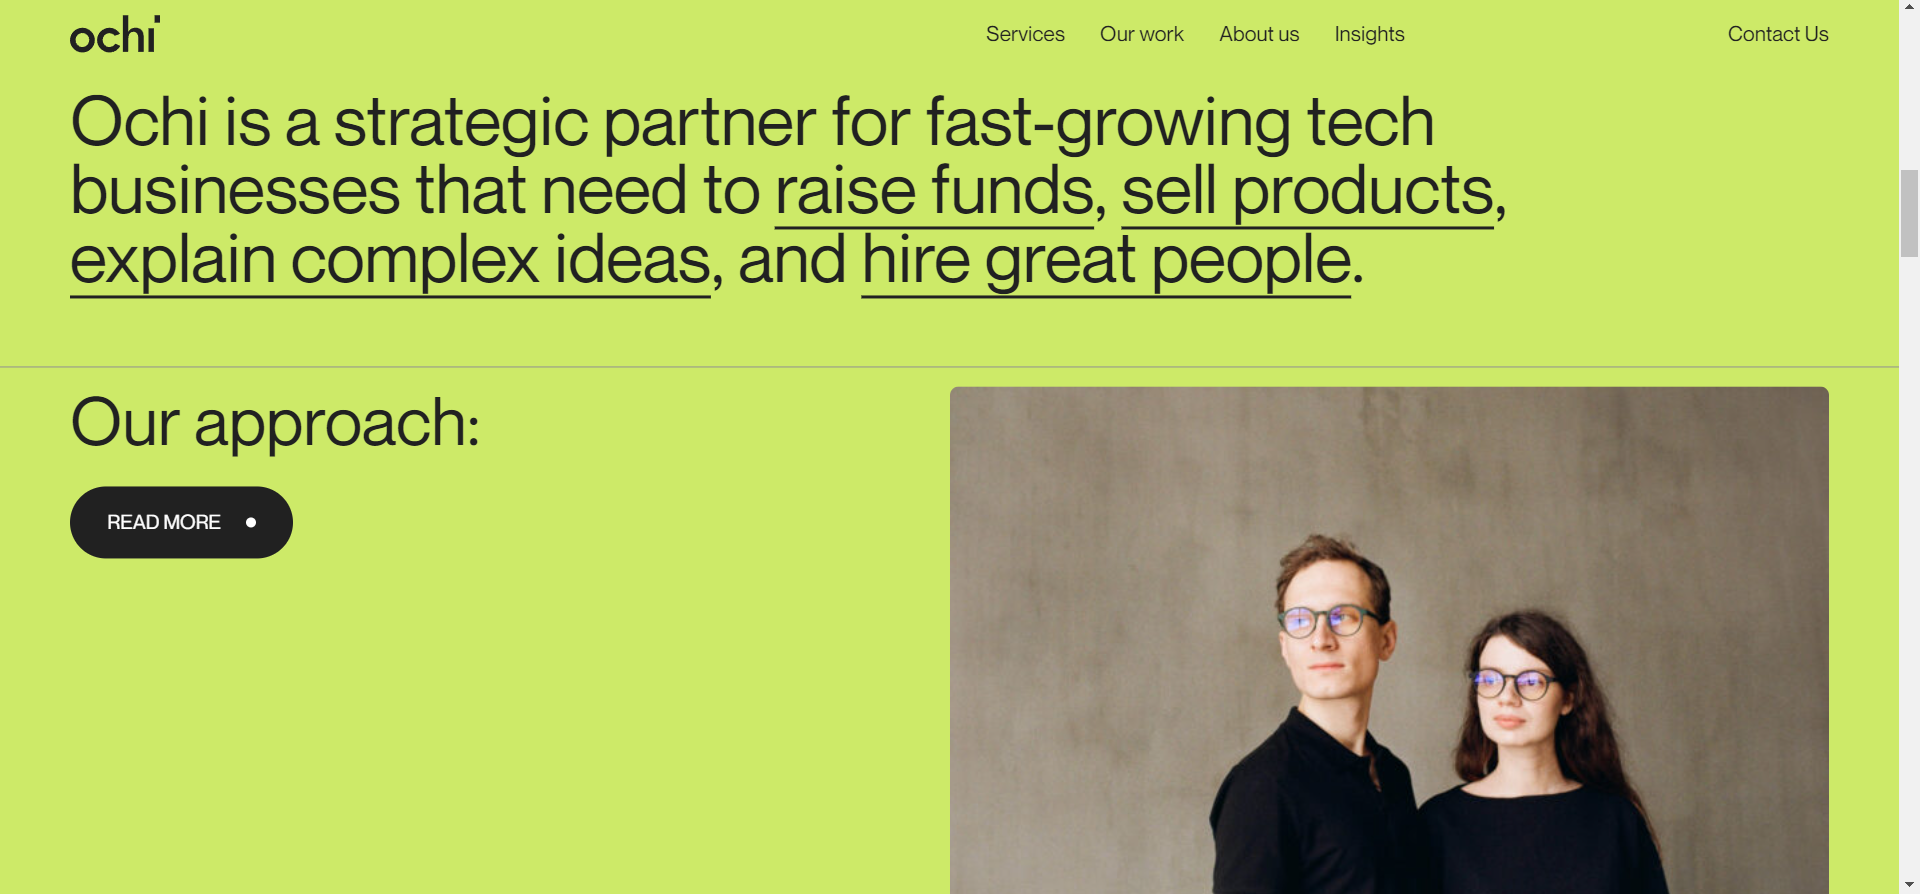 ochi
Services
Our work
About us
Insights
Contact Us
Ochi is a strategic partner for fast-growing tech
businesses that need to raise funds, sell products,
explain complex ideas, and hire great people.
Our approach:
READ MORE